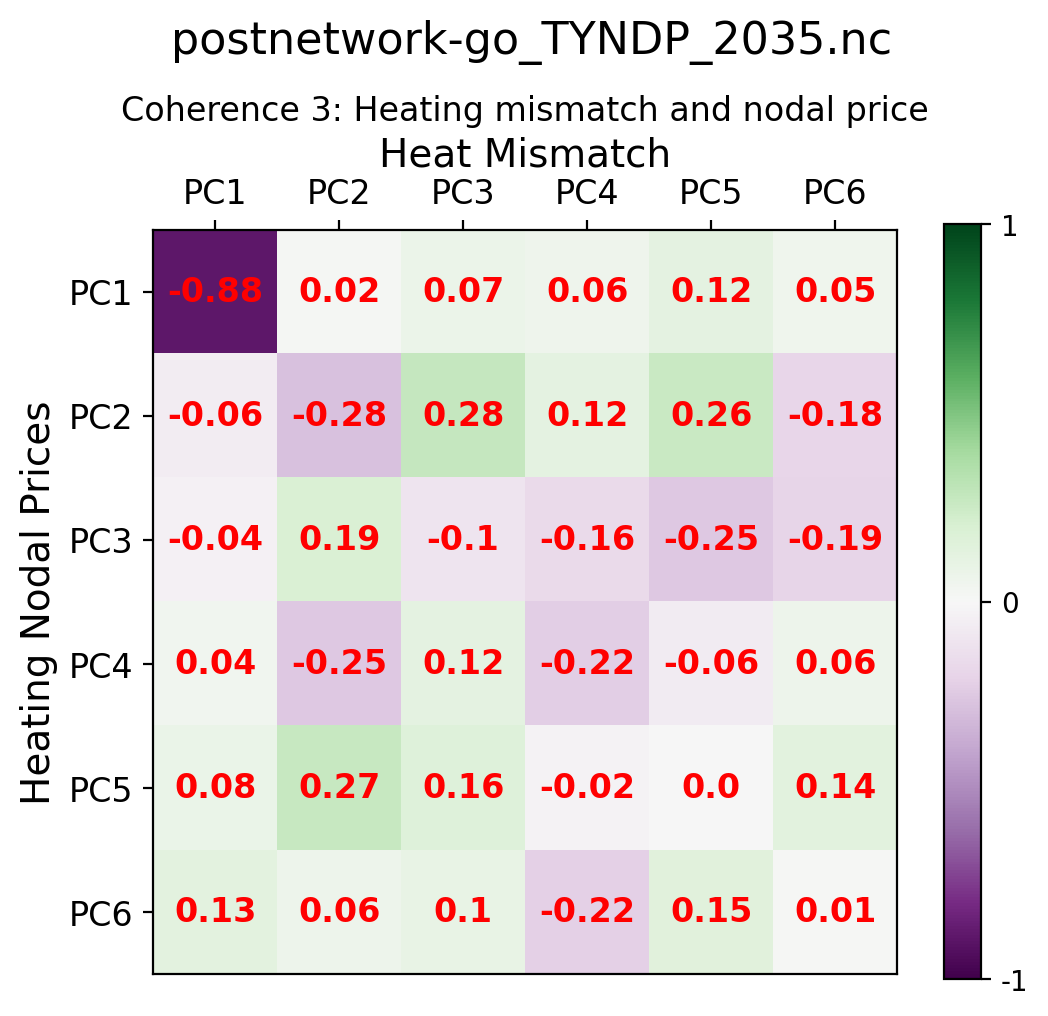 postnetwork-go_TYNDP_2035.nc
Coherence 3: Heating mismatch and nodal price
Heat Mismatch
PC1 PC2 PC3 PC4 PC5 PC6
Heating Nodal Prices
PC1 -0.88 0.02 0.07 0.06 0.12 0.05
PC2 -0.06 -0.28 0.28 0.12 0.26 -0.18
PC3 -0.04 0.19 -0.1 -0.16 -0.25 -0.19
PC4 0.04 -0.25 0.12 -0.22 -0.06 0.06
PC5 0.08 0.27 0.16 -0.02 0.0 0.14
PC6 0.13 0.06 0.1 -0.22 0.15 0.01
1
0
-1